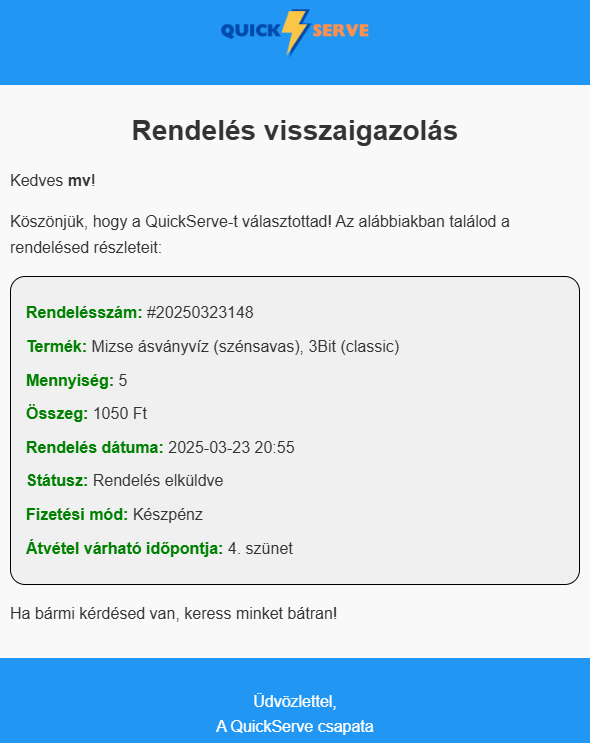 QUICK SERVE
Rendelés visszaigazolás
Kedves mv!
Köszönjük, hogy a QuickServe-t választottad! Az alábbiakban találod a
rendelésed részleteit:
Rendelésszám: #20250323148
Termék: Mizse ásványvíz (szénsavas), 3Bit (classic)
Mennyiség: 5
Összeg: 1050 Ft
Rendelés dátuma: 2025-03-23 20:55
Státusz: Rendelés elküldve
Fizetési mód: Készpénz
Átvétel várható időpontja: 4. szünet
Ha bármi kérdésed van, keress minket bátran!
Üdvözlettel,
A QuickServe csapata